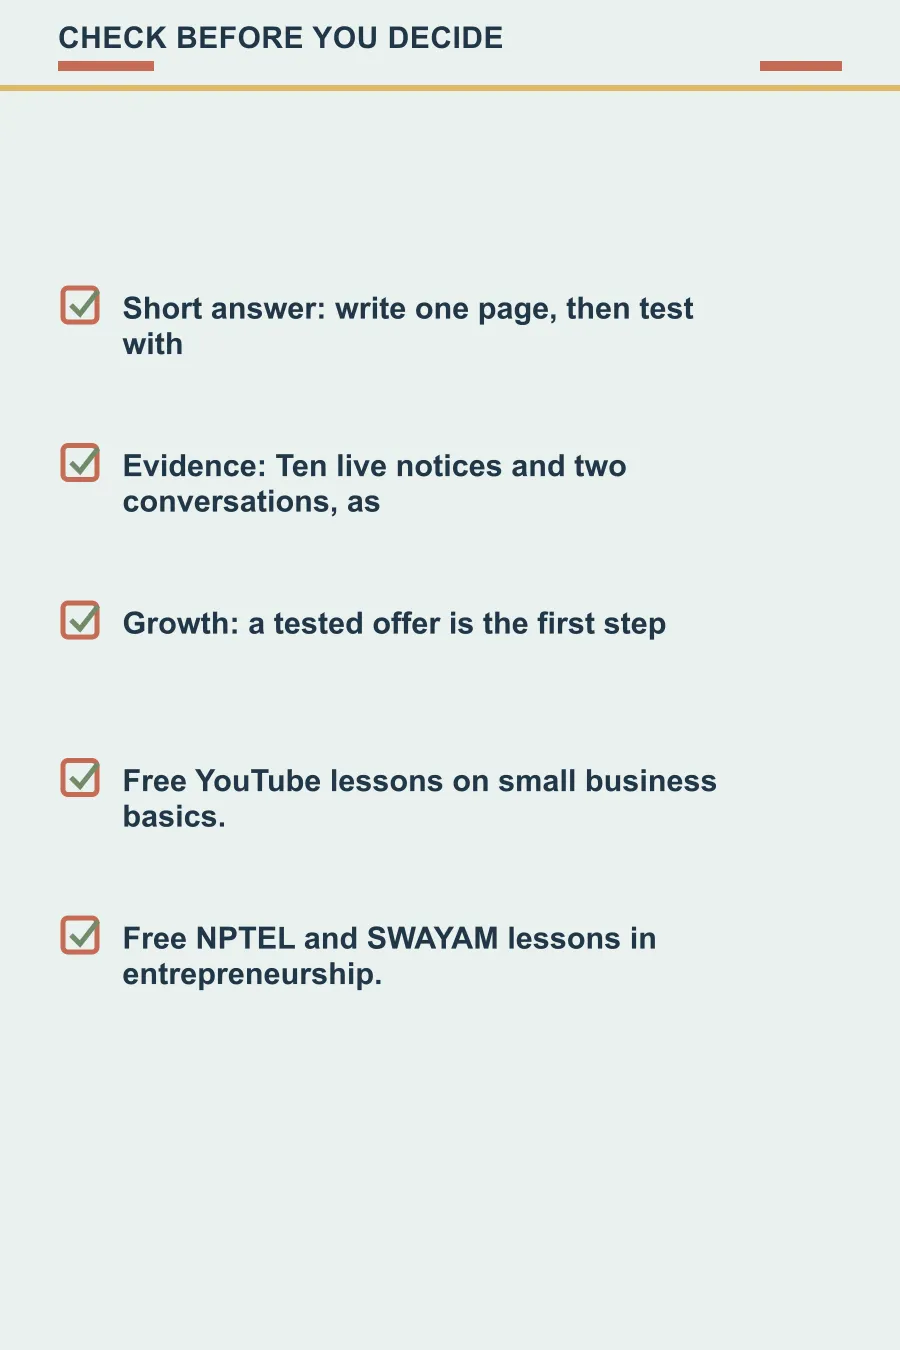 CHECK BEFORE YOU DECIDE
Short answer: write one page, then test
with
Evidence: Ten live notices and two
conversations, as
Growth: a tested offer is the first step
Free YouTube lessons on small business
basics.
Free NPTEL and SWAYAM lessons in
entrepreneurship.